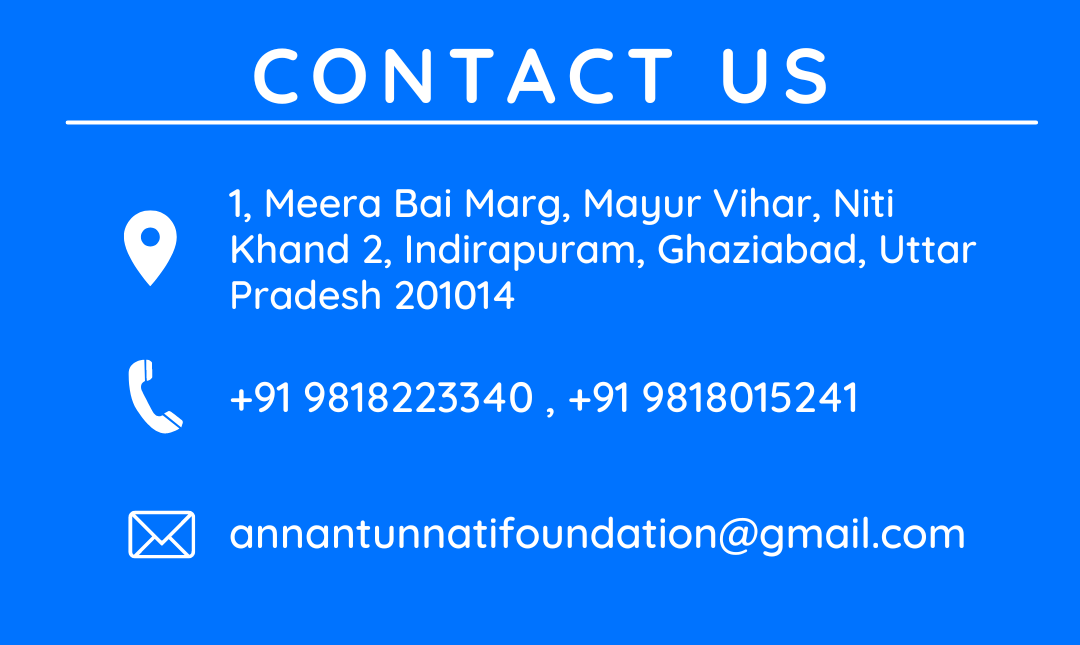 CONTACT US
1, Meera Bai Marg, Mayur Vihar, Niti
Khand 2, Indirapuram, Ghaziabad, Uttar
Pradesh 201014
+91 9818223340 , +91 9818015241
annantunnatifoundation@gmail.com